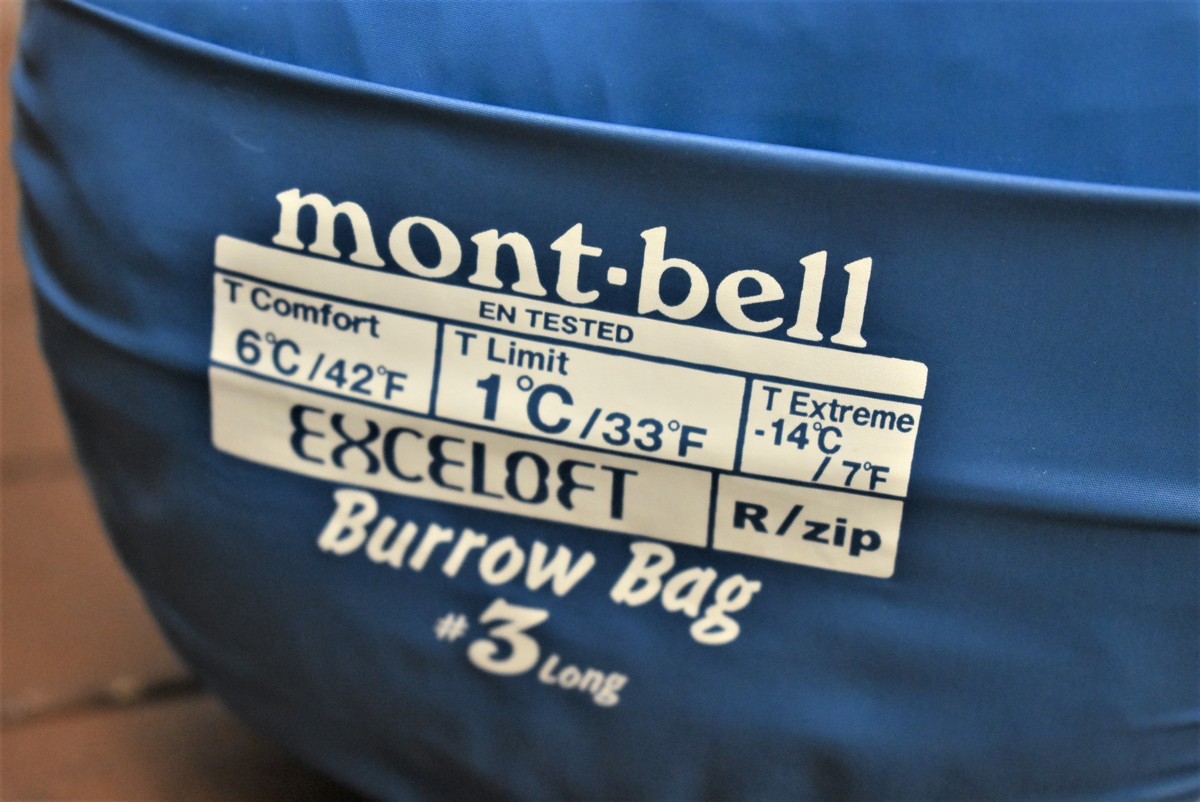 mont·bell
EN TESTED
T Comfort
6°C/42°F
T Limit
1°C/33°F
T Extreme
-14°C
/ 7°F
EXCELOFT
R/zip
Burrow Bag
#3 Long